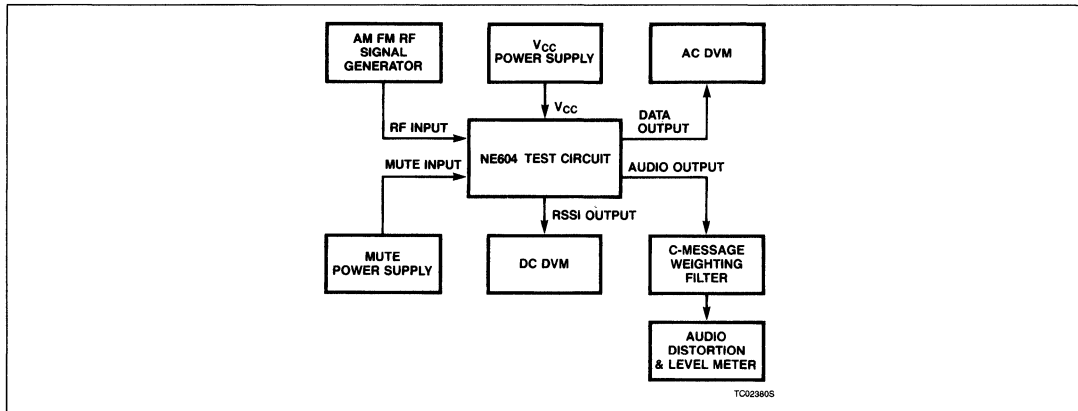 AM FM RF
SIGNAL
GENERATOR
VCC
POWER SUPPLY
AC DVM
VCC
DATA
OUTPUT
RF INPUT
MUTE INPUT
NE604 TEST CIRCUIT
AUDIO OUTPUT
RSSI OUTPUT
MUTE
POWER SUPPLY
DC DVM
C-MESSAGE
WEIGHTING
FILTER
AUDIO
DISTORTION
& LEVEL METER
TC02380S